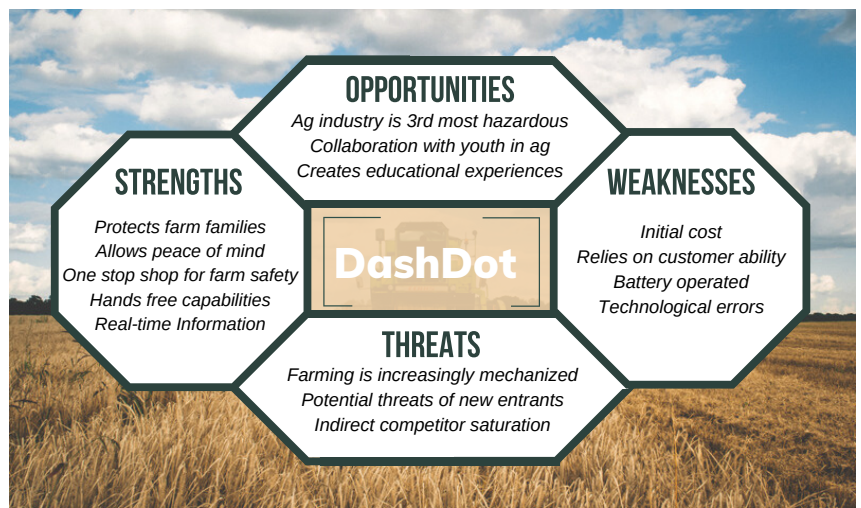 OPPORTUNITIES
Ag industry is 3rd most hazardous
Collaboration with youth in ag
Creates educational experiences
STRENGTHS
Protects farm families
Allows peace of mind
One stop shop for farm safety
Hands free capabilities
Real-time Information
DashDot
WEAKNESSES
Initial cost
Relies on customer ability
Battery operated
Technological errors
THREATS
Farming is increasingly mechanized
Potential threats of new entrants
Indirect competitor saturation